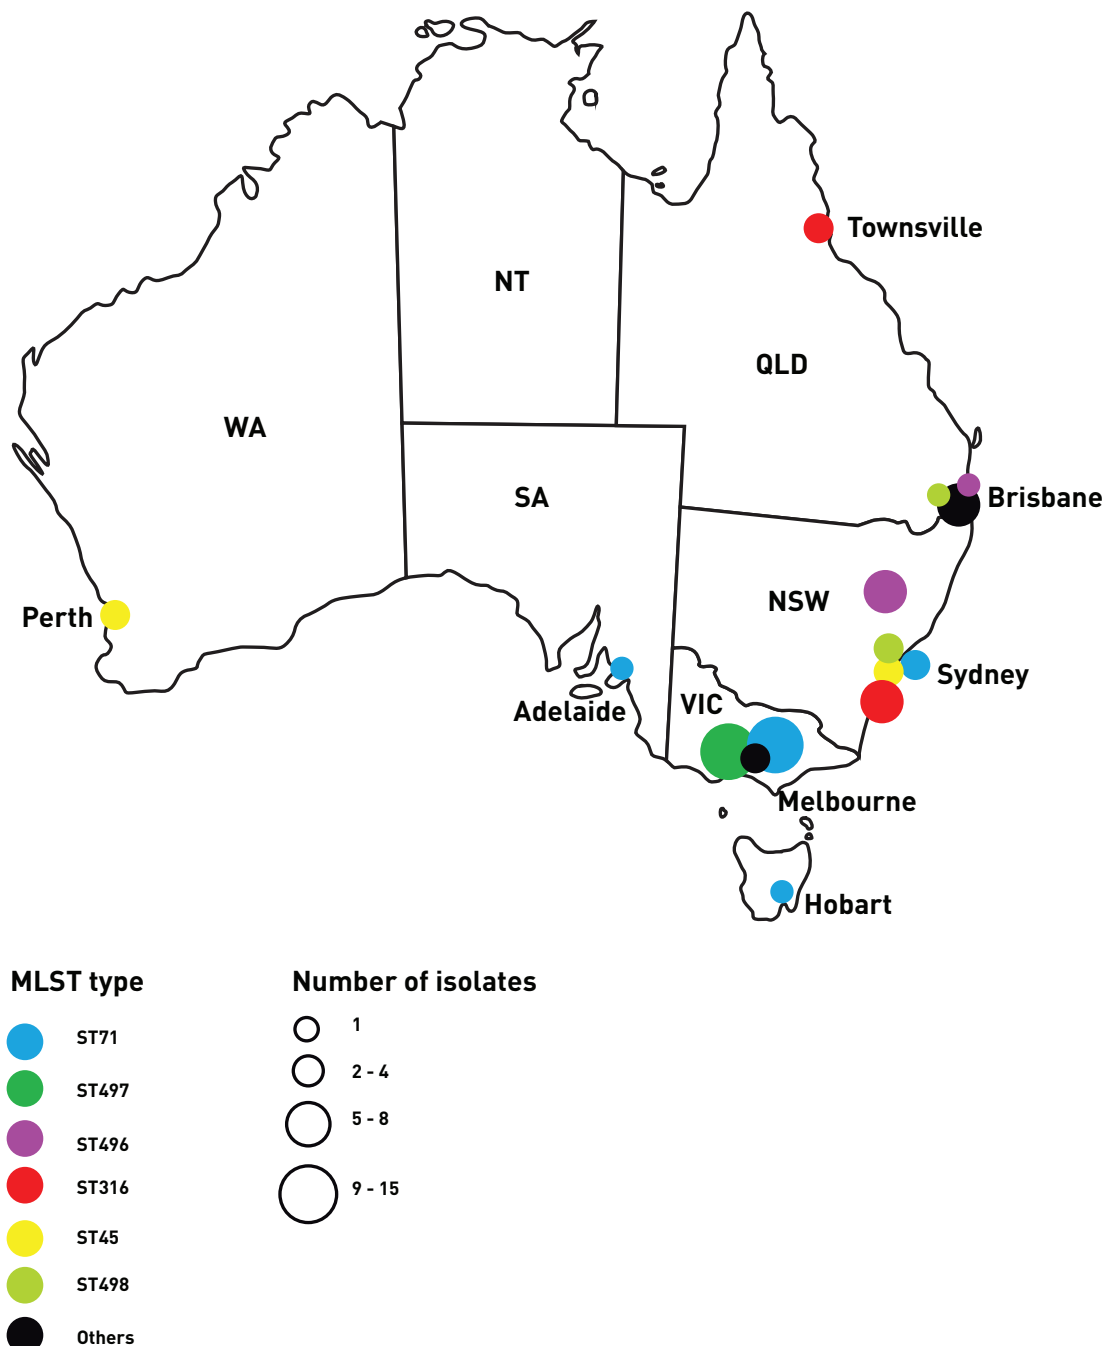 Townsville
NT
QLD
WA
SA
Brisbane
NSW
Perth
Sydney
VIC
Adelaide
Melbourne
Hobart
MLST type
ST71
ST497
ST496
ST316
ST45
ST498
Others
Number of isolates
1
2 - 4
5 - 8
9 - 15